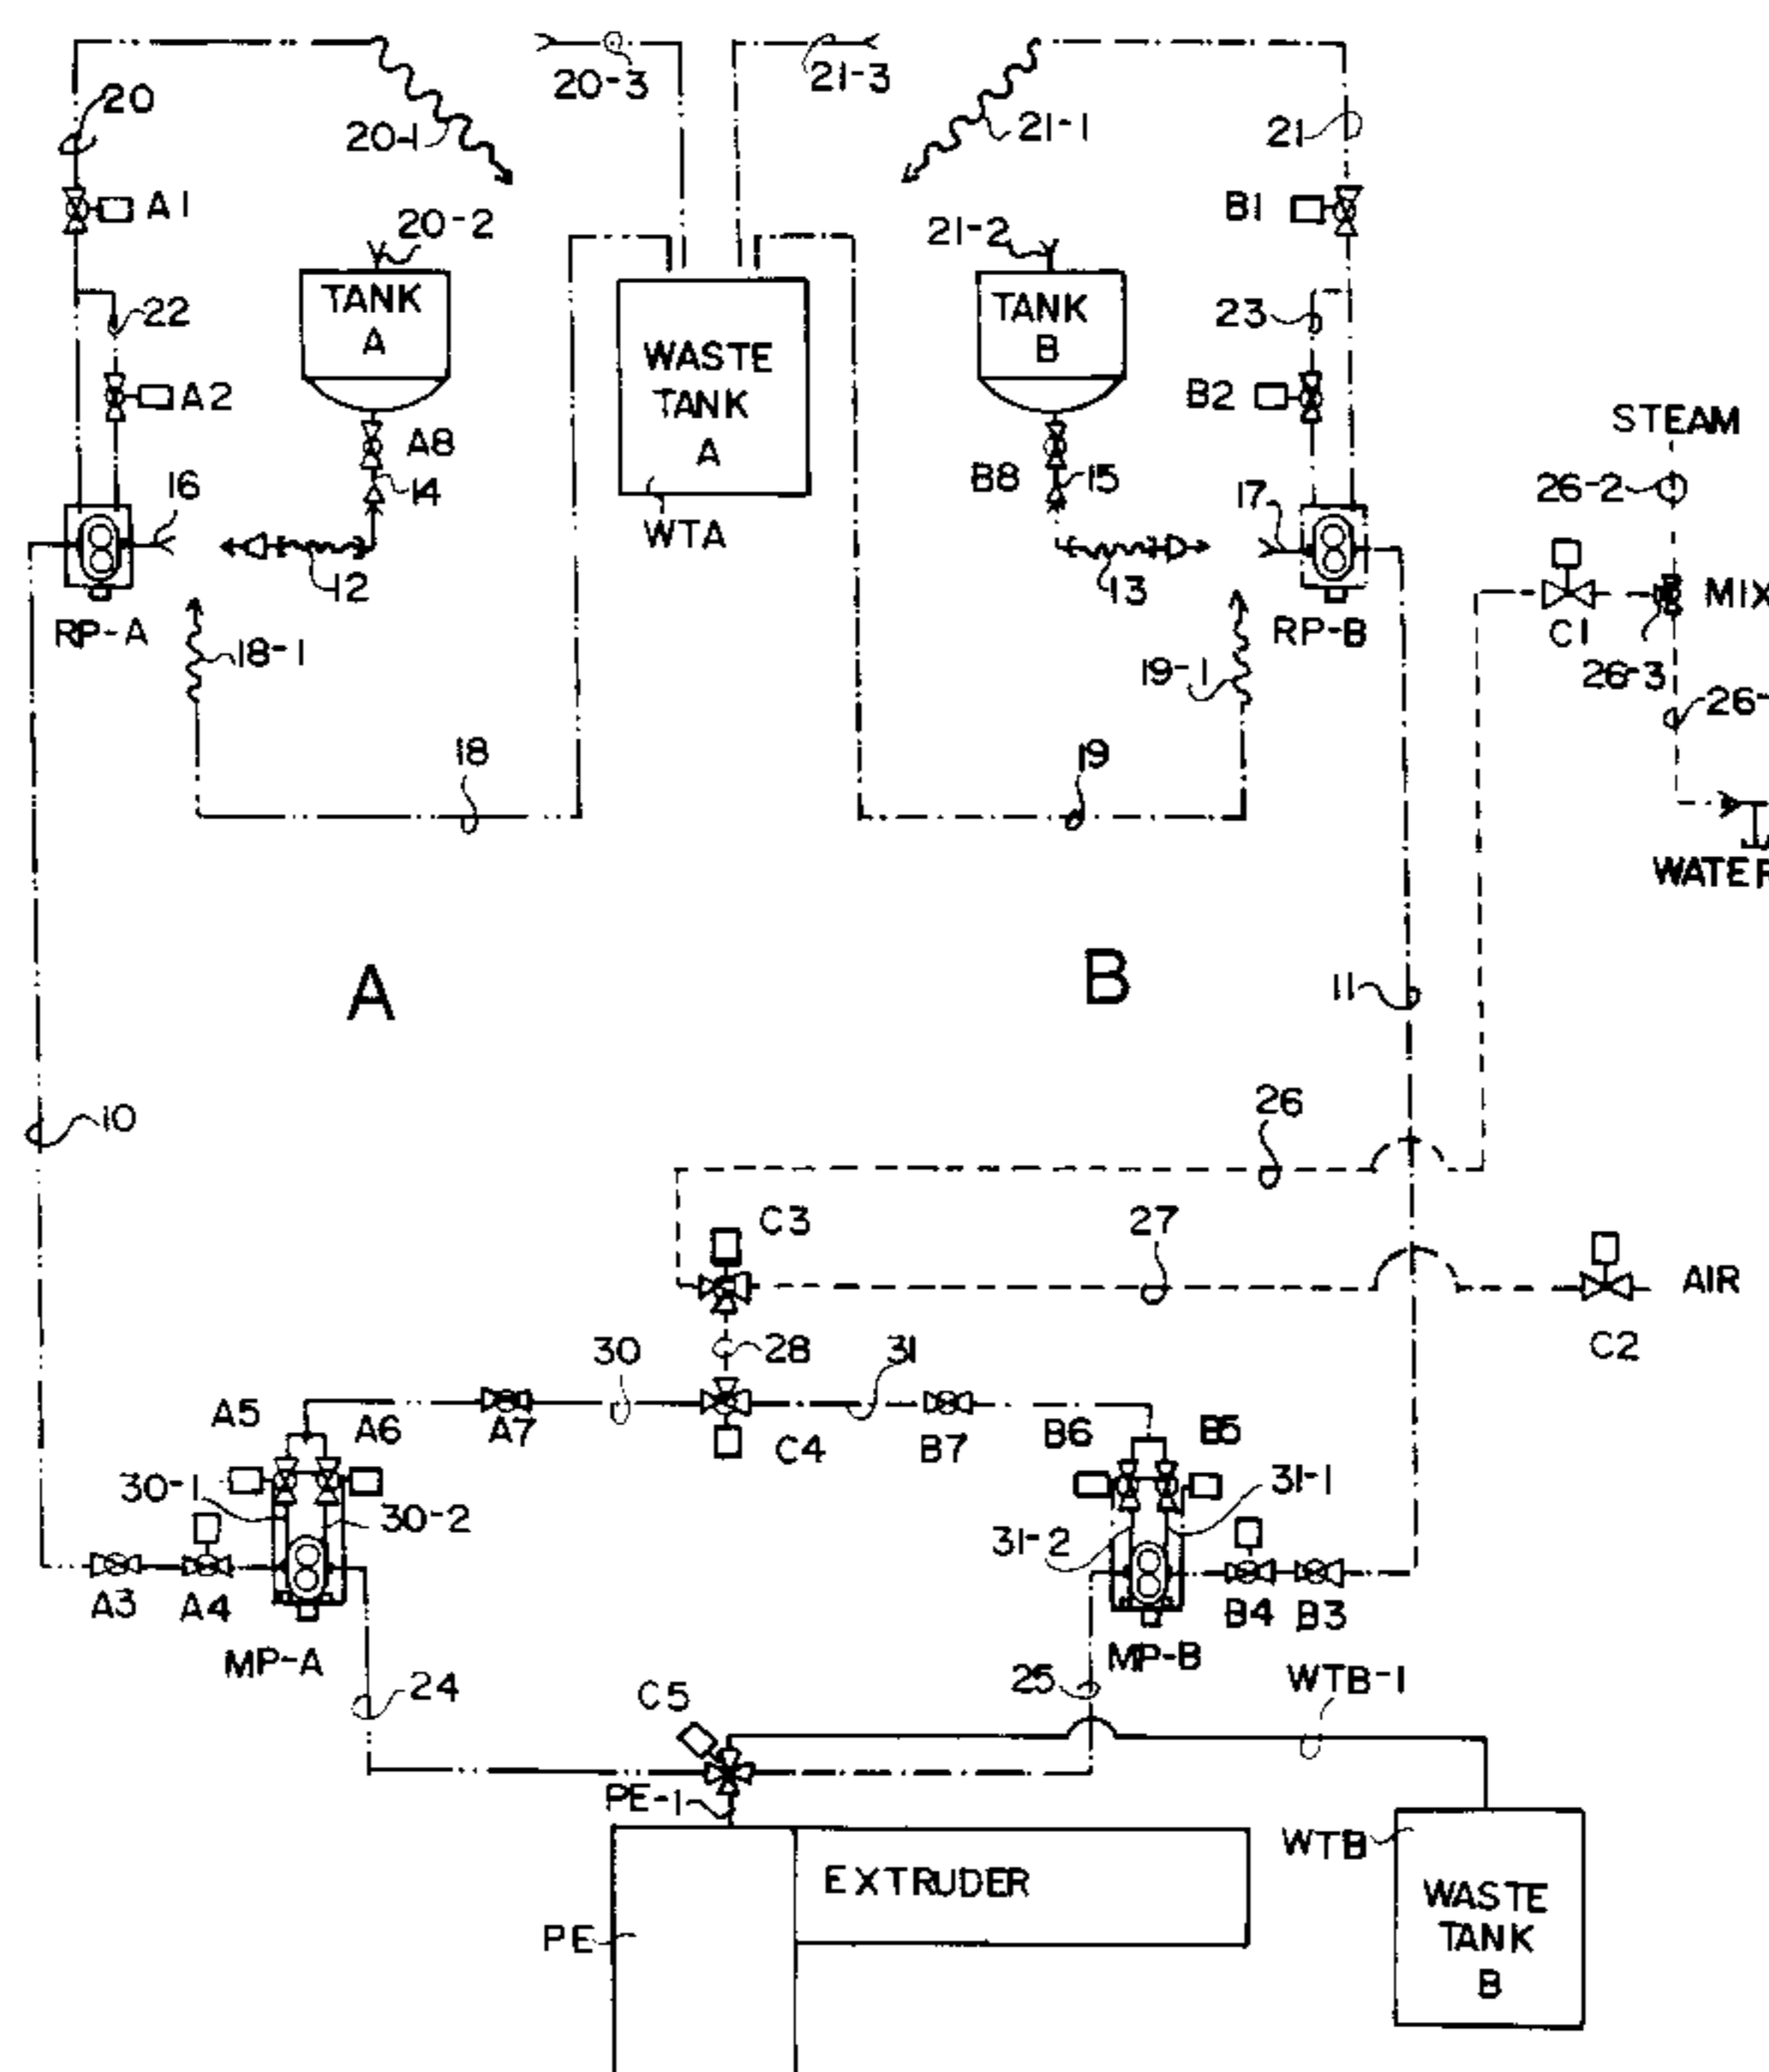 20-3
21-3
20
20-1
21-1
21
A1
B1
20-2
21-2
TANK
A
TANK
B
22
23
WASTE
TANK
A
A2
B2
STEAM
A8
B8
16
14
15
17
26-2
WTA
12
13
MIX
RP-A
RP-B
C1
18-1
19-1
26-3
26-
18
19
WATER
A
B
11
10
26
C3
27
AIR
30
28
31
C2
A5
A6
A7
C4
B7
B6
B5
30-1
30-2
31-1
31-2
A3
A4
B4
B3
MP-A
MP-B
24
C5
25
WTB-1
PE-1
EXTRUDER
WTB
PE
WASTE
TANK
B